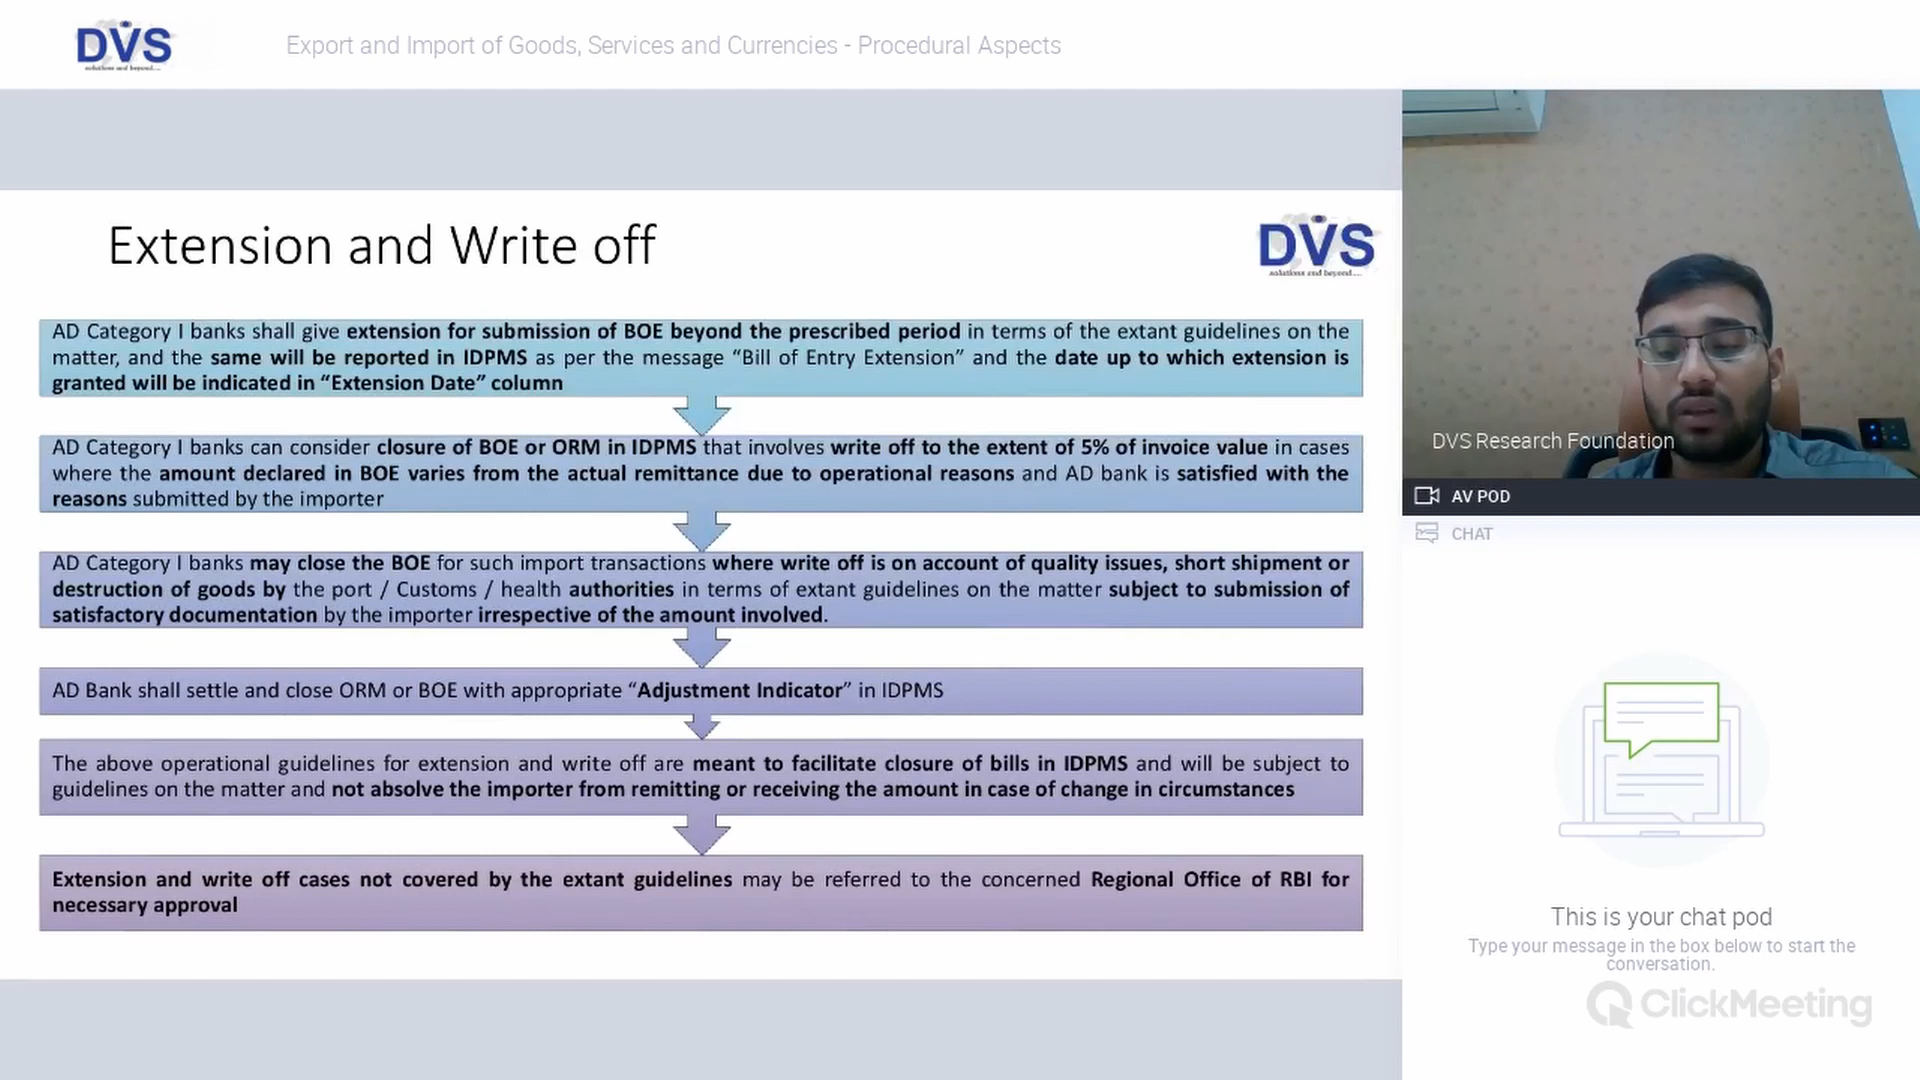 DVS
solutions and beyond....
Export and Import of Goods, Services and Currencies - Procedural Aspects
Extension and Write off
DVS
solutions and beyond....
AD Category I banks shall give extension for submission of BOE beyond the prescribed period in terms of the extant guidelines on the
matter, and the same will be reported in IDPMS as per the message “Bill of Entry Extension” and the date up to which extension is
granted will be indicated in “Extension Date” column
AD Category I banks can consider closure of BOE or ORM in IDPMS that involves write off to the extent of 5% of invoice value in cases
where the amount declared in BOE varies from the actual remittance due to operational reasons and AD bank is satisfied with the
reasons submitted by the importer
AD Category I banks may close the BOE for such import transactions where write off is on account of quality issues, short shipment or
destruction of goods by the port / Customs / health authorities in terms of extant guidelines on the matter subject to submission of
satisfactory documentation by the importer irrespective of the amount involved.
AD Bank shall settle and close ORM or BOE with appropriate “Adjustment Indicator” in IDPMS
The above operational guidelines for extension and write off are meant to facilitate closure of bills in IDPMS and will be subject to
guidelines on the matter and not absolve the importer from remitting or receiving the amount in case of change in circumstances
Extension and write off cases not covered by the extant guidelines may be referred to the concerned Regional Office of RBI for
necessary approval
DVS Research Foundation
AV POD
CHAT
This is your chat pod
Type your message in the box below to start the
conversation.
ClickMeeting